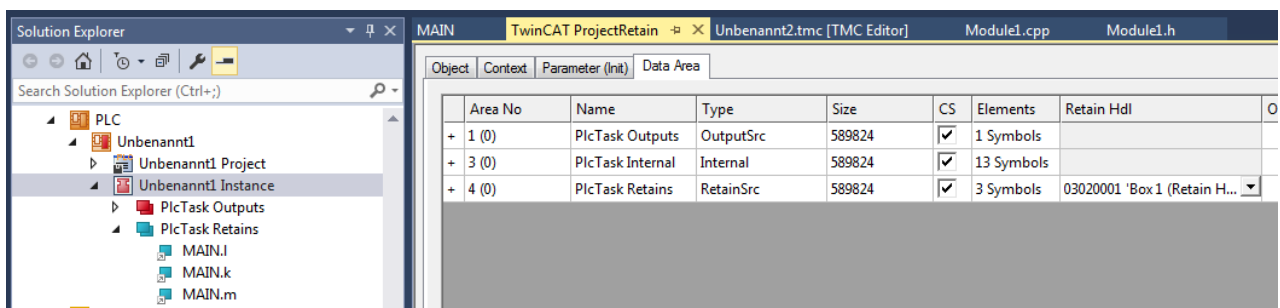 Solution Explorer
Search Solution Explorer (Ctrl+;)
PLC
Unbenannt1
Unbenannt1 Project
Unbenannt1 Instance
PlcTask Outputs
PlcTask Retains
MAIN.l
MAIN.k
MAIN.m
MAIN TwinCAT ProjectRetain Unbenannt2.tmc [TMC Editor] Module1.cpp Module1.h
Object Context Parameter (Init) Data Area
Area No Name Type Size CS Elements Retain Hdl O
+ 1 (0) PlcTask Outputs OutputSrc 589824 1 Symbols
+ 3 (0) PlcTask Internal Internal 589824 13 Symbols
+ 4 (0) PlcTask Retains RetainSrc 589824 3 Symbols 03020001 'Box 1 (Retain H...